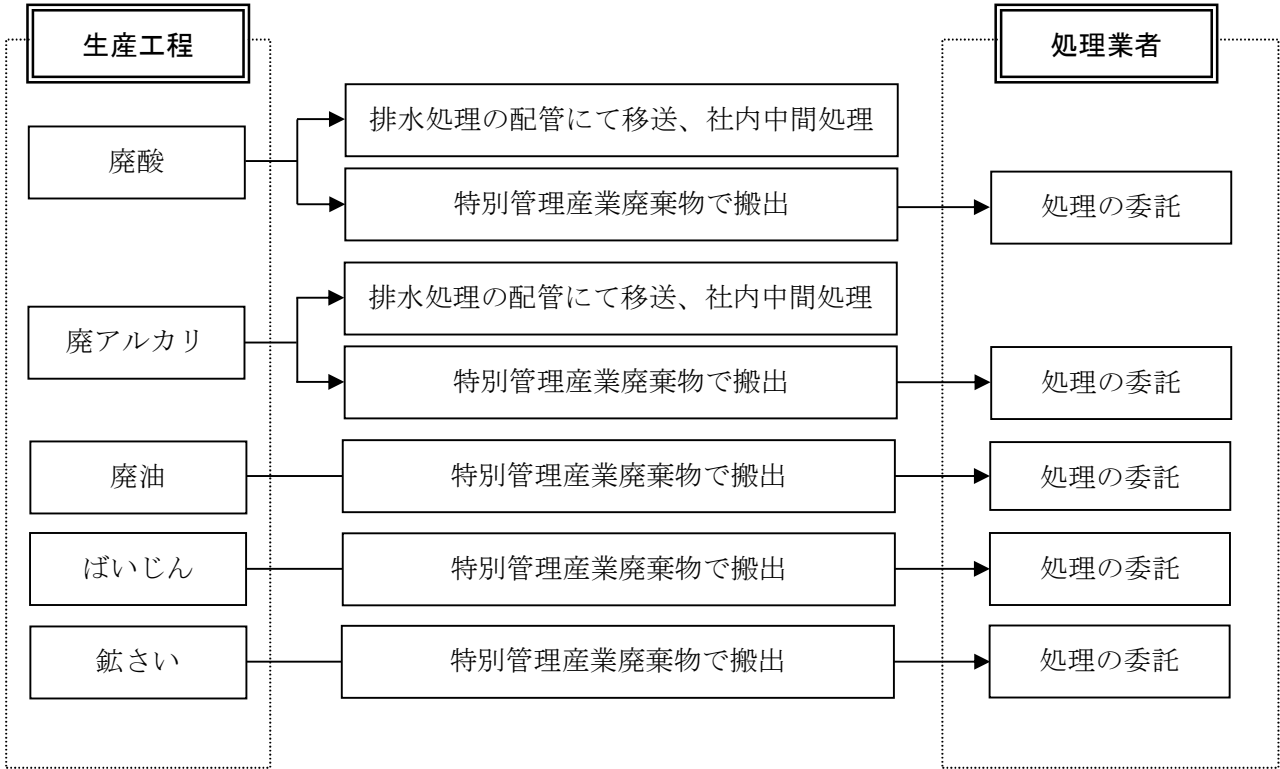 生産工程
処理業者
廃酸
排水処理の配管にて移送、社内中間処理
特別管理産業廃棄物で搬出
処理の委託
廃アルカリ
排水処理の配管にて移送、社内中間処理
特別管理産業廃棄物で搬出
処理の委託
廃油
特別管理産業廃棄物で搬出
処理の委託
ばいじん
特別管理産業廃棄物で搬出
処理の委託
鉱さい
特別管理産業廃棄物で搬出
処理の委託